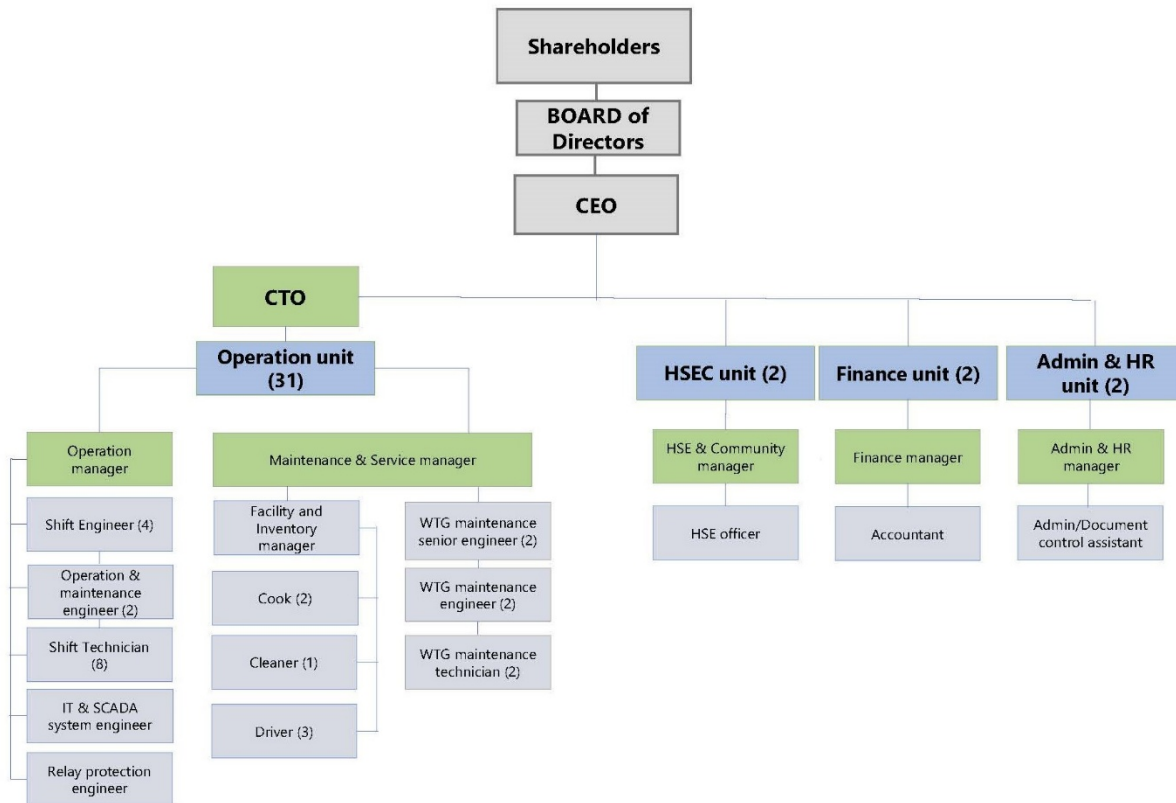 Shareholders
BOARD of
Directors
CEO
CTO
Operation unit
(31)
HSEC unit (2)
Finance unit (2)
Admin & HR
unit (2)
Operation
manager
Maintenance & Service manager
HSE & Community
manager
Finance manager
Admin & HR
manager
Shift Engineer (4)
Operation &
maintenance
engineer (2)
Shift Technician
(8)
IT & SCADA
system engineer
Relay protection
engineer
Facility and
Inventory
manager
Cook (2)
Cleaner (1)
Driver (3)
WTG maintenance
senior engineer (2)
WTG maintenance
engineer (2)
WTG maintenance
technician (2)
HSE officer
Accountant
Admin/Document
control assistant